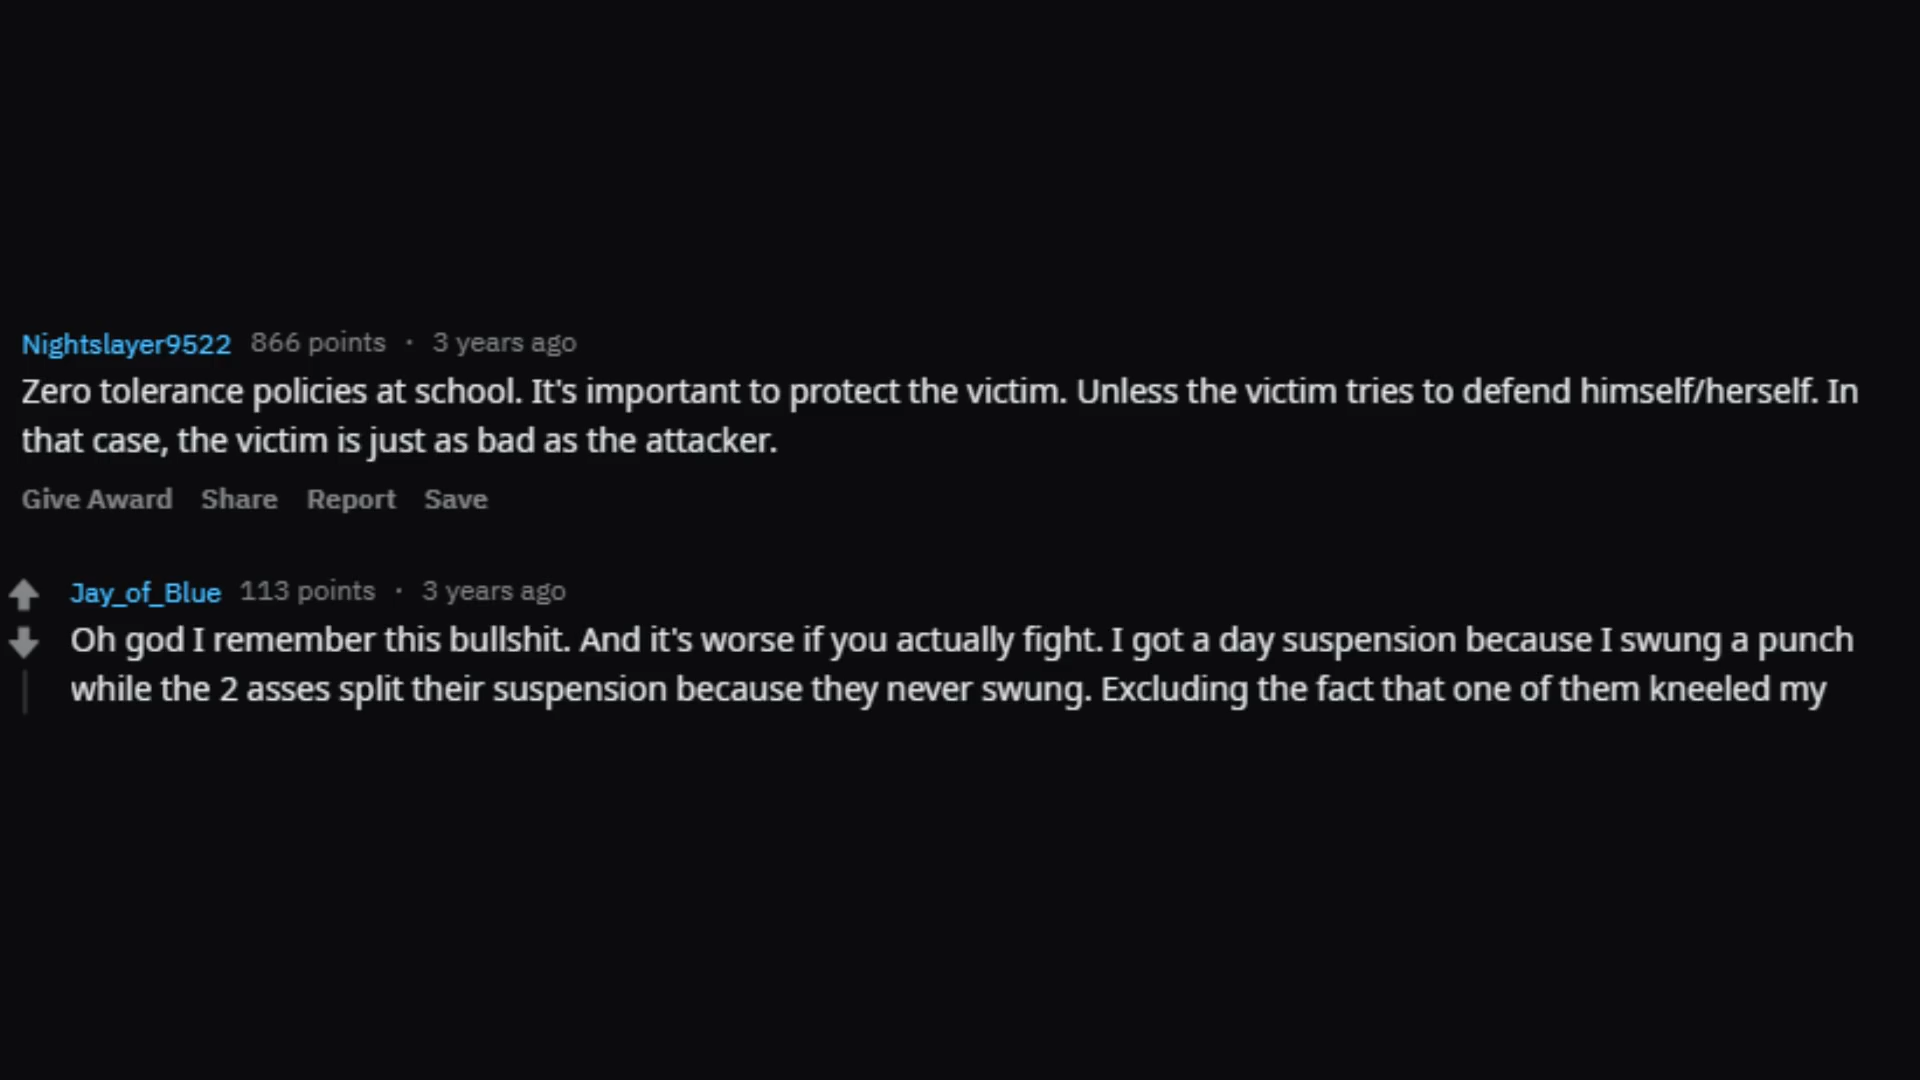 Nightslayer9522 866 points · 3 years ago
Zero tolerance policies at school. It's important to protect the victim. Unless the victim tries to defend himself/herself. In
that case, the victim is just as bad as the attacker.
Give Award Share Report Save
Jay_of_Blue 113 points · 3 years ago
Oh god I remember this bullshit. And it's worse if you actually fight. I got a day suspension because I swung a punch
while the 2 asses split their suspension because they never swung. Excluding the fact that one of them kneeled my